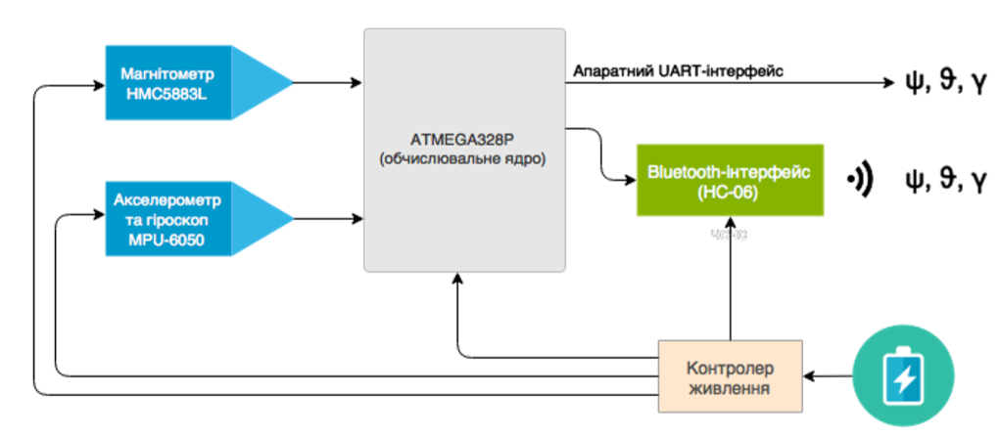 Магнітометр
HMC5883L
Апаратний UART-інтерфейс
ψ, ϑ, γ
ATMEGA328P
(обчислювальне ядро)
Bluetooth-інтерфейс
(HC-06)
ψ, ϑ, γ
Акселерометр
та гіроскоп
MPU-6050
Контролер
живлення